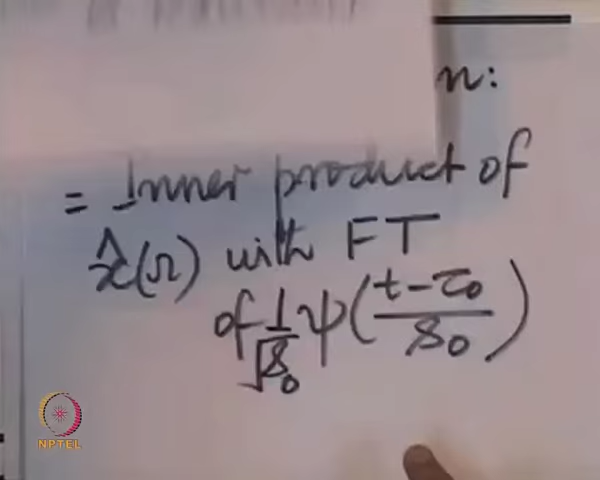 n:
= Inner product of
x̂(Ω) with FT
of 1/√s₀ ψ((t-τ₀)/s₀)
NPTEL